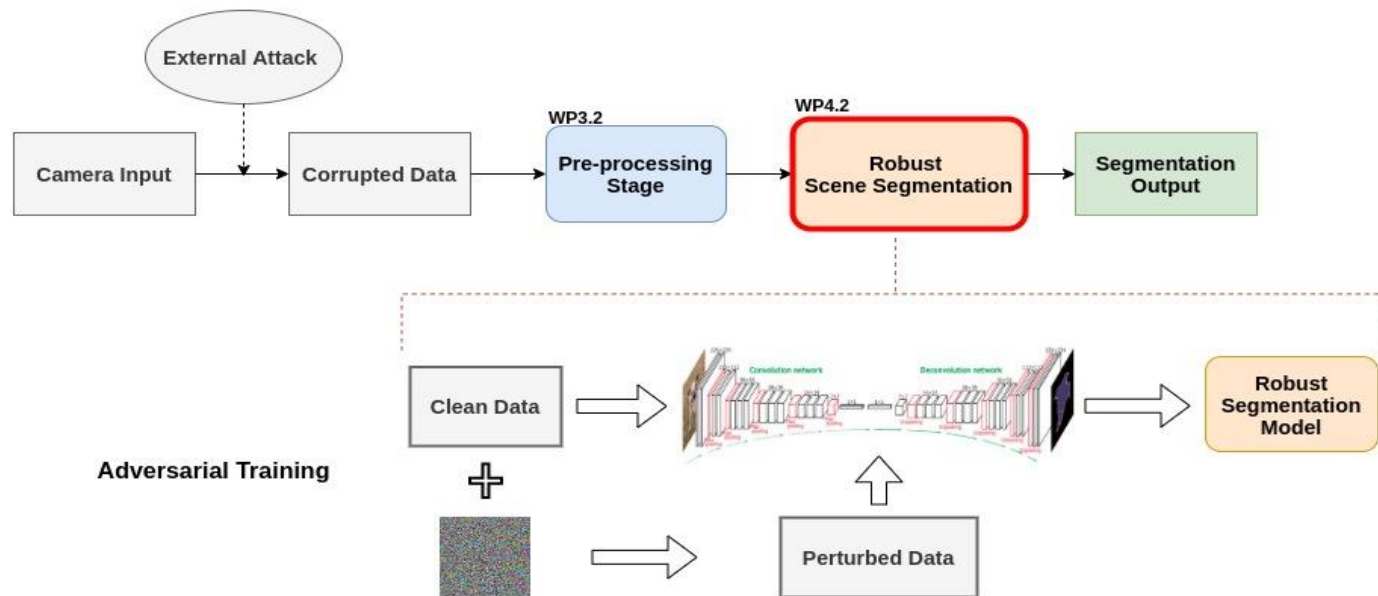 External Attack
WP3.2
WP4.2
Camera Input
Corrupted Data
Pre-processing
Stage
Robust
Scene Segmentation
Segmentation
Output
Clean Data
Convolution network
Deconvolution network
Robust
Segmentation
Model
Adversarial Training
Perturbed Data